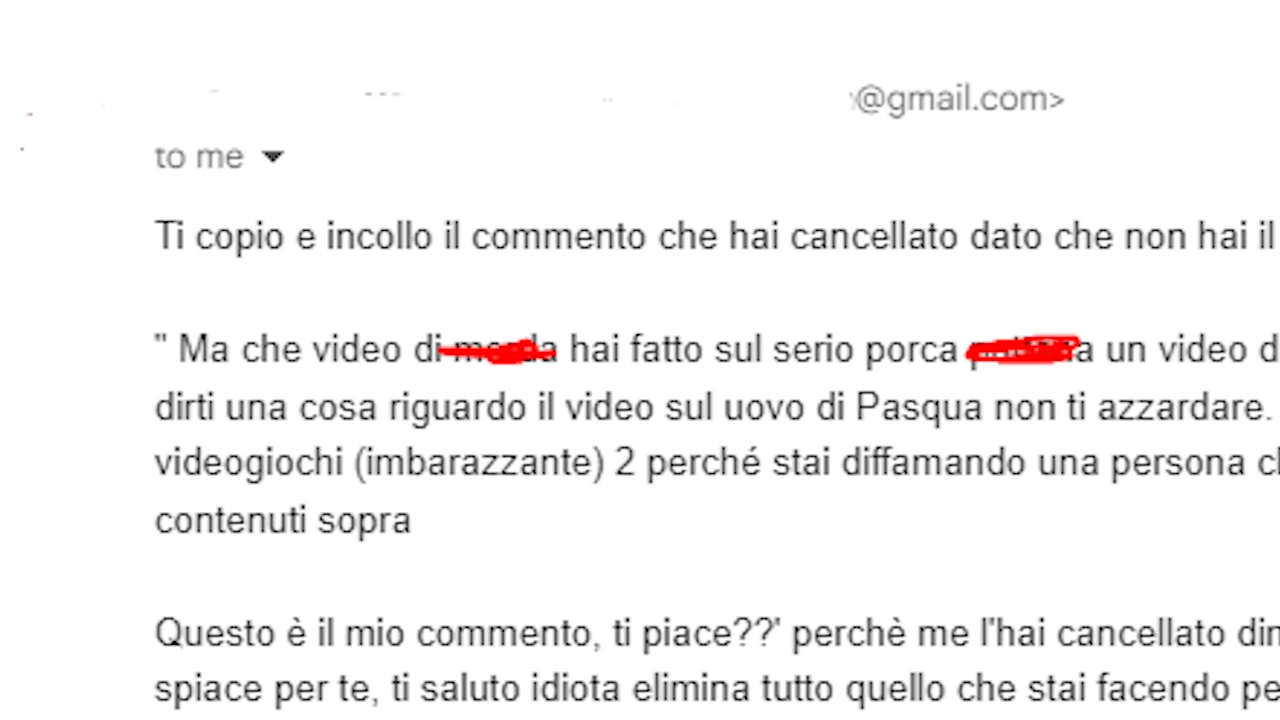 @gmail.com>
to me
Ti copio e incollo il commento che hai cancellato dato che non hai il
" Ma che video di hai fatto sul serio porca un video d
dirti una cosa riguardo il video sul uovo di Pasqua non ti azzardare.
videogiochi (imbarazzante) 2 perché stai diffamando una persona
contenuti sopra
Questo è il mio commento, ti piace??' perchè me l'hai cancellato
spiace per te, ti saluto idiota elimina tutto quello che stai facendo